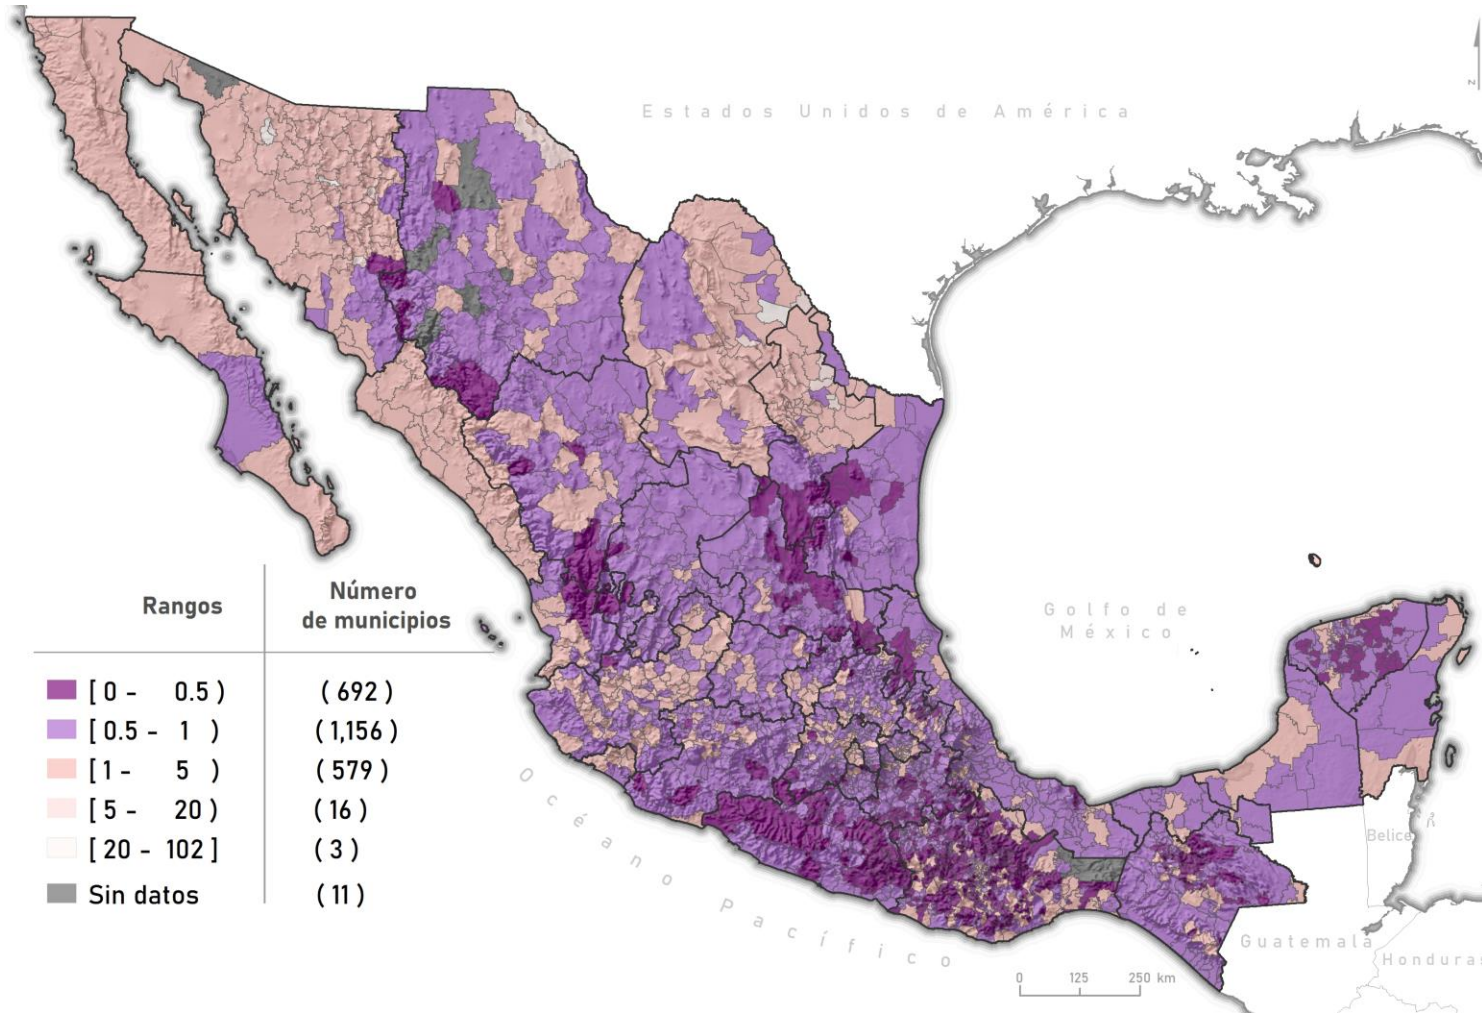 Estados Unidos de América
N
Golfo de
México
Rangos
Número
de municipios
[ 0 - 0.5 ) ( 692 )
[ 0.5 - 1 ) ( 1,156 )
[ 1 - 5 ) ( 579 )
[ 5 - 20 ) ( 16 )
[ 20 - 102 ] ( 3 )
Sin datos ( 11 )
Océano Pacífico
Belice
Guatemala
Honduras
0 125 250 km